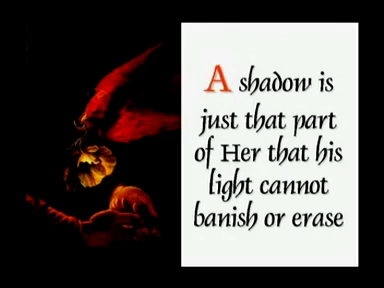 A shadow is
just that part
of Her that his
light cannot
banish or erase